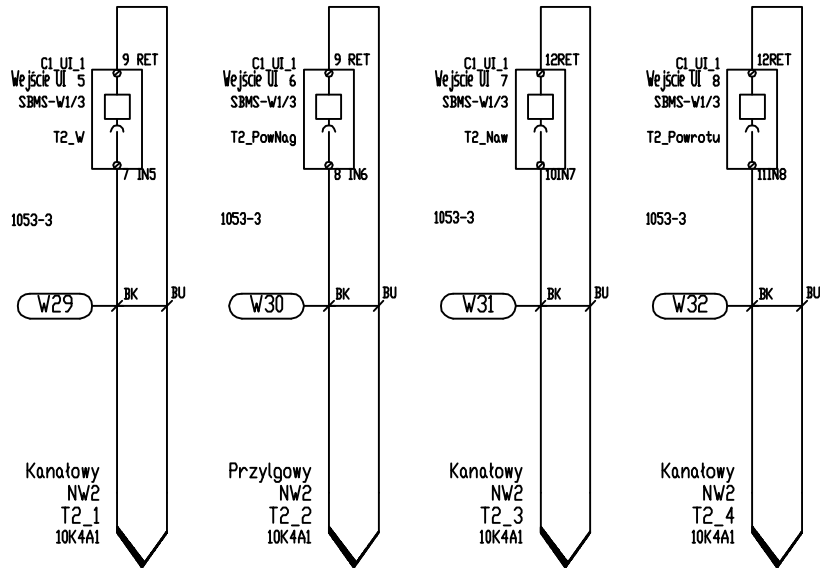 C1_UI_1 9 RET
Wejście UI 5
SBMS-W1/3
T2_W
7 IN5
1053-3
W29 BK BU
Kanałowy
NW2
T2_1
10K4A1
C1_UI_1 9 RET
Wejście UI 6
SBMS-W1/3
T2_PowNag
8 IN6
1053-3
W30 BK BU
Przylgowy
NW2
T2_2
10K4A1
C1_UI_1 12RET
Wejście UI 7
SBMS-W1/3
T2_Naw
10IN7
1053-3
W31 BK BU
Kanałowy
NW2
T2_3
10K4A1
C1_UI_1 12RET
Wejście UI 8
SBMS-W1/3
T2_Powrotu
11IN8
1053-3
W32 BK BU
Kanałowy
NW2
T2_4
10K4A1